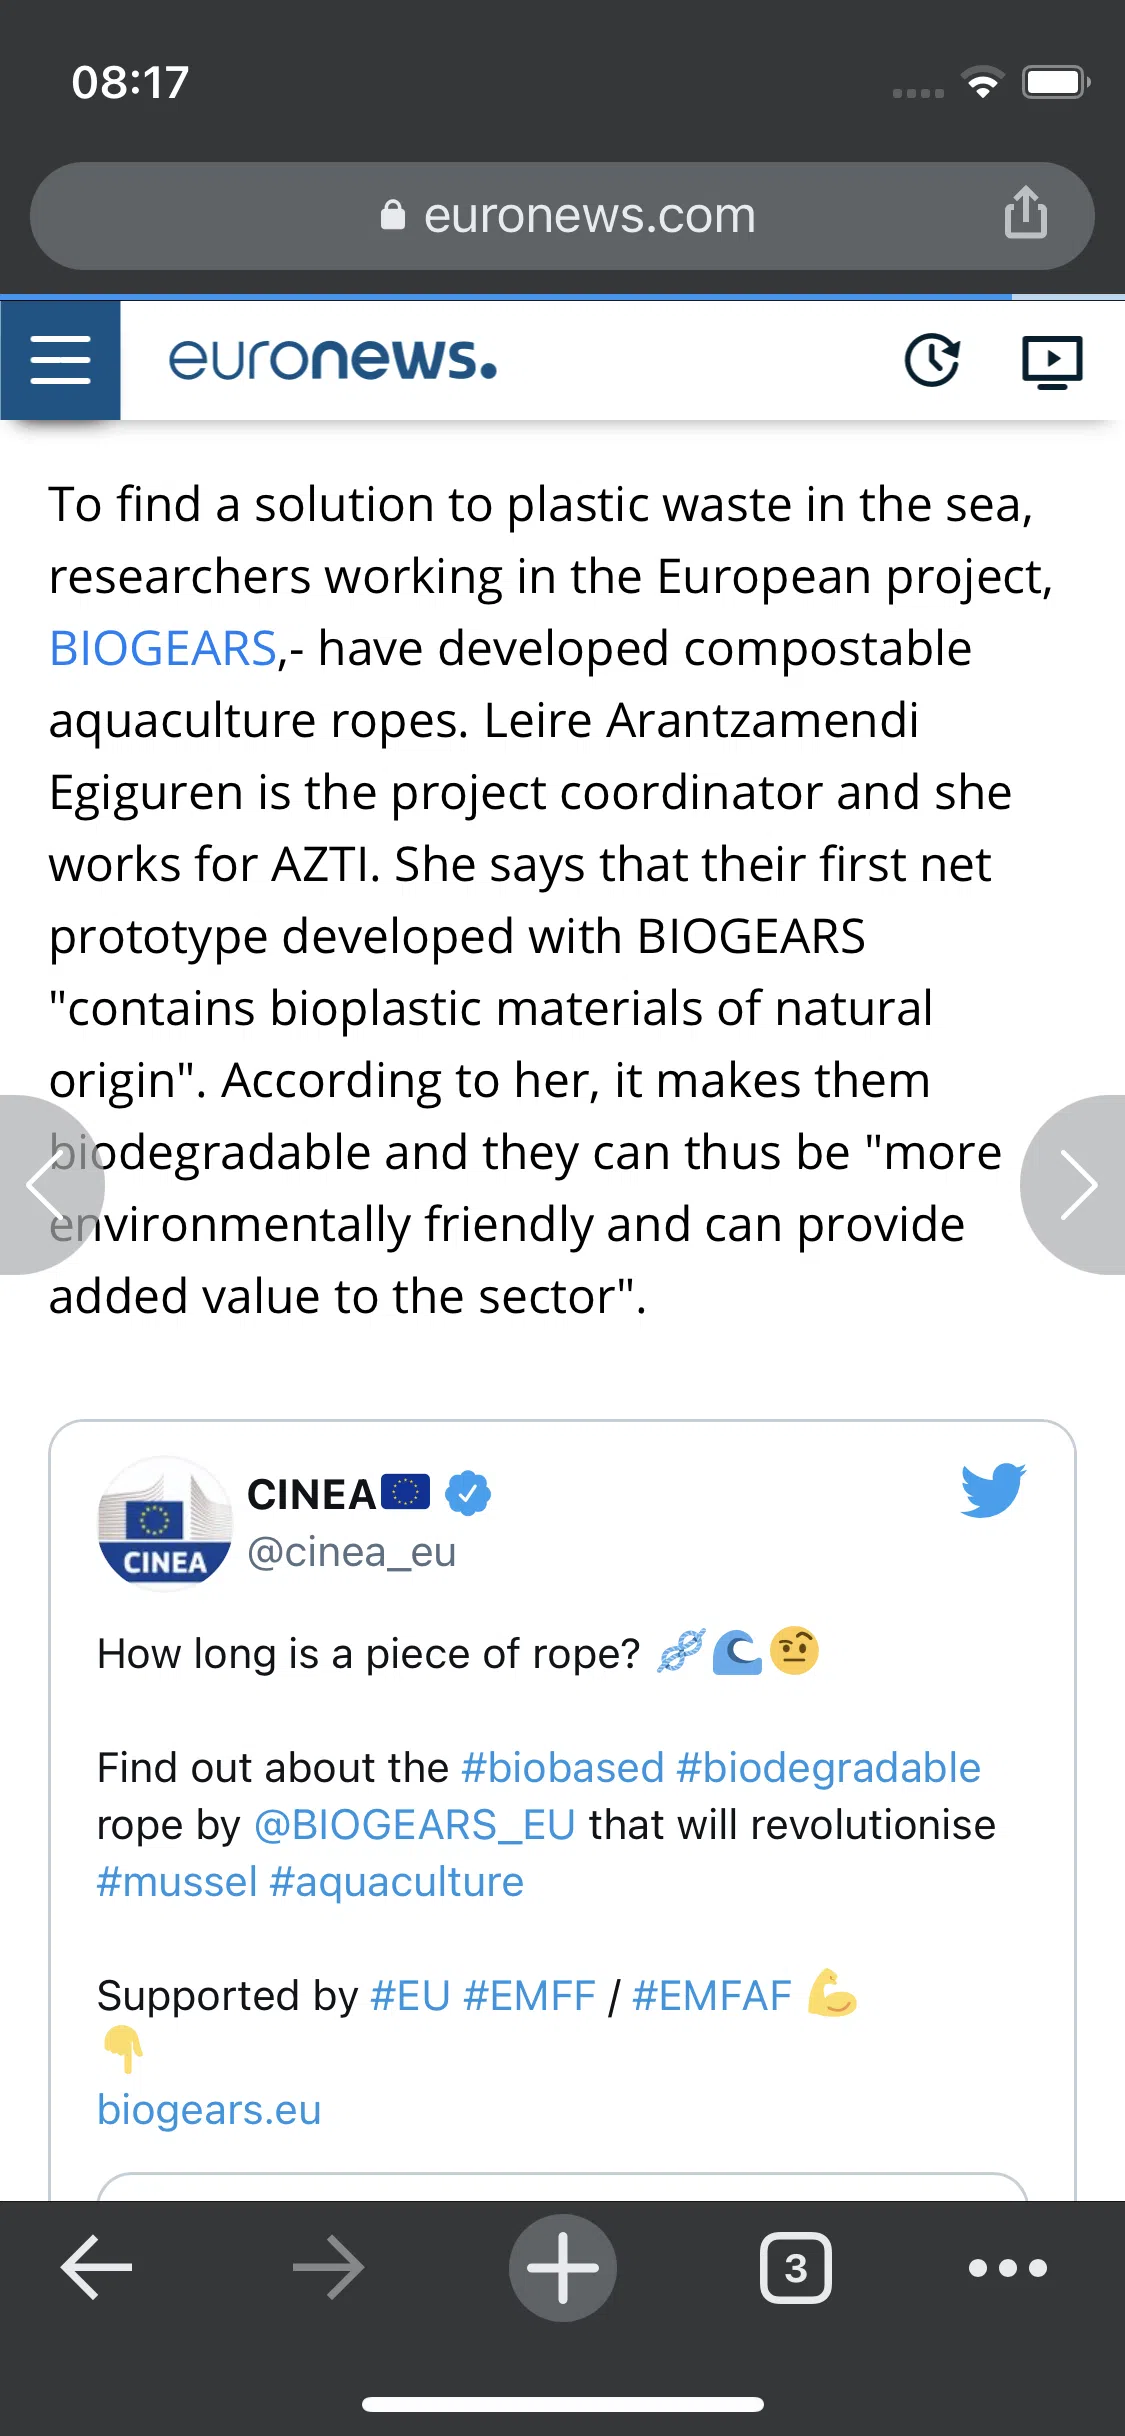 08:17
euronews.com
euronews.
To find a solution to plastic waste in the sea,
researchers working in the European project,
BIOGEARS,- have developed compostable
aquaculture ropes. Leire Arantzamendi
Egiguren is the project coordinator and she
works for AZTI. She says that their first net
prototype developed with BIOGEARS
"contains bioplastic materials of natural
origin". According to her, it makes them
biodegradable and they can thus be "more
environmentally friendly and can provide
added value to the sector".
CINEA🇪🇺
CINEA
@cinea_eu
How long is a piece of rope? 🪢🌊🤨
Find out about the #biobased #biodegradable
rope by @BIOGEARS_EU that will revolutionise
#mussel #aquaculture
Supported by #EU #EMFF / #EMFAF 💪
👇
biogears.eu
3